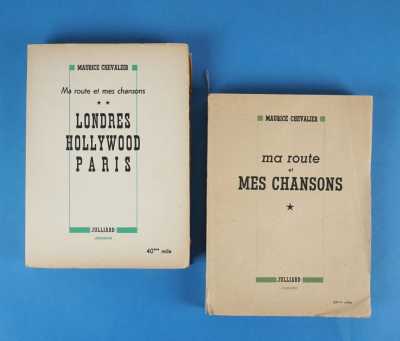 MAURICE CHEVALIER
Ma route et mes chansons
★ ★
LONDRES
HOLLYWOOD
PARIS
JULLIARD
40ème mille
MAURICE CHEVALIER
ma route
et
MES CHANSONS
★
JULLIARD